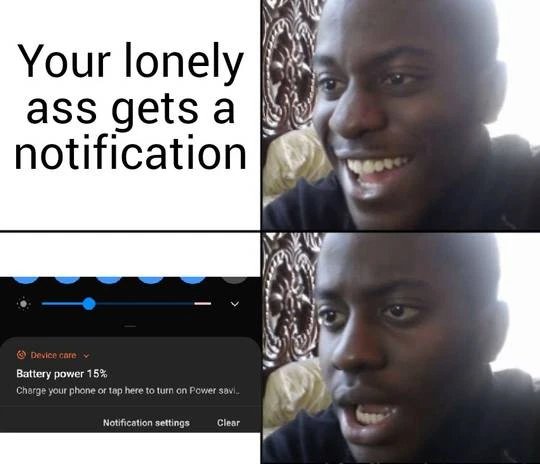 Your lonely
ass gets a
notification
Device care
Battery power 15%
Charge your phone or tap here to turn on Power savi..
Notification settings Clear